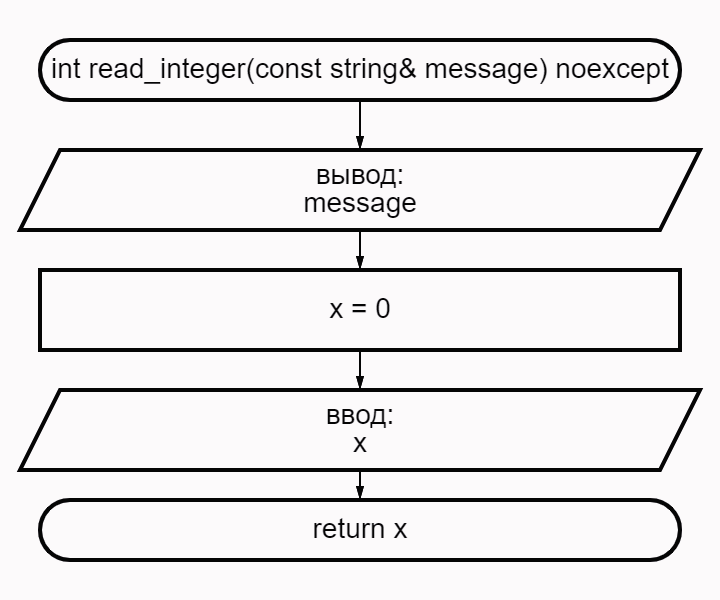 int read_integer(const string& message) noexcept
вывод:
message
x = 0
ввод:
x
return x